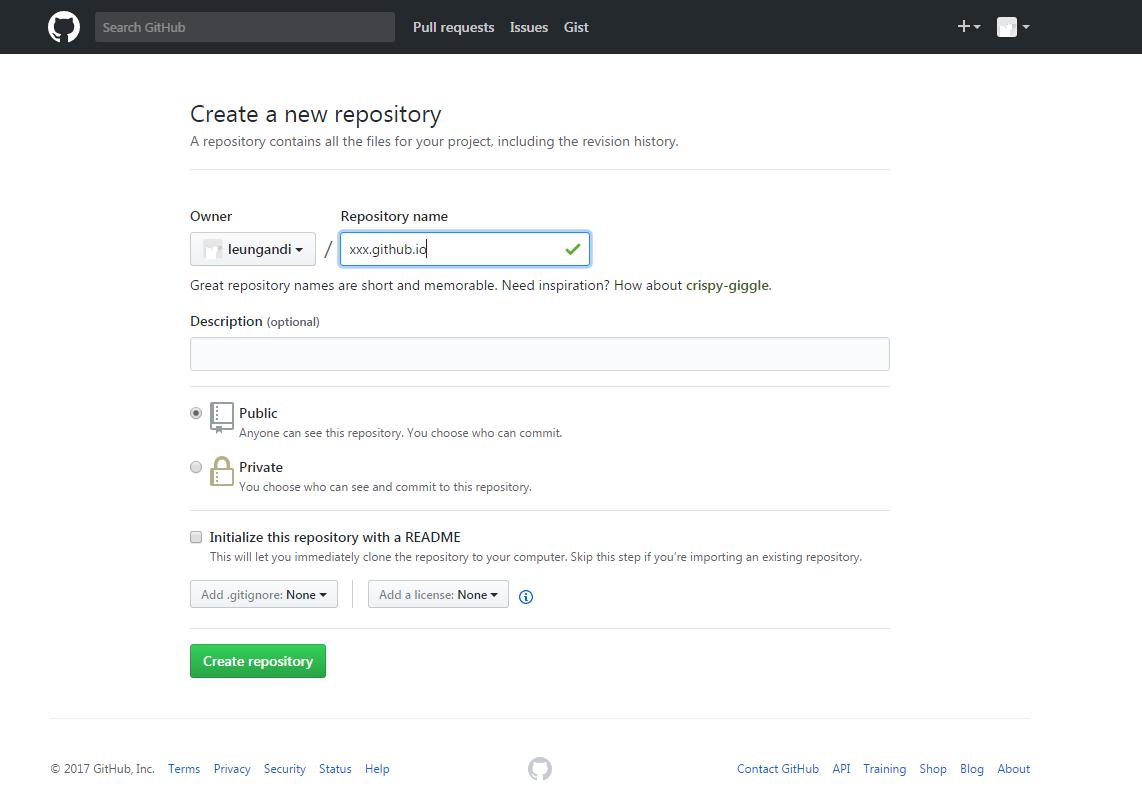 Search GitHub Pull requests Issues Gist
Create a new repository
A repository contains all the files for your project, including the revision history.
Owner Repository name
leungandi / xxx.github.io
Great repository names are short and memorable. Need inspiration? How about crispy-giggle.
Description (optional)
Public
Anyone can see this repository. You choose who can commit.
Private
You choose who can see and commit to this repository.
Initialize this repository with a README
This will let you immediately clone the repository to your computer. Skip this step if you’re importing an existing repository.
Add .gitignore: None Add a license: None
Create repository
© 2017 GitHub, Inc. Terms Privacy Security Status Help Contact GitHub API Training Shop Blog About